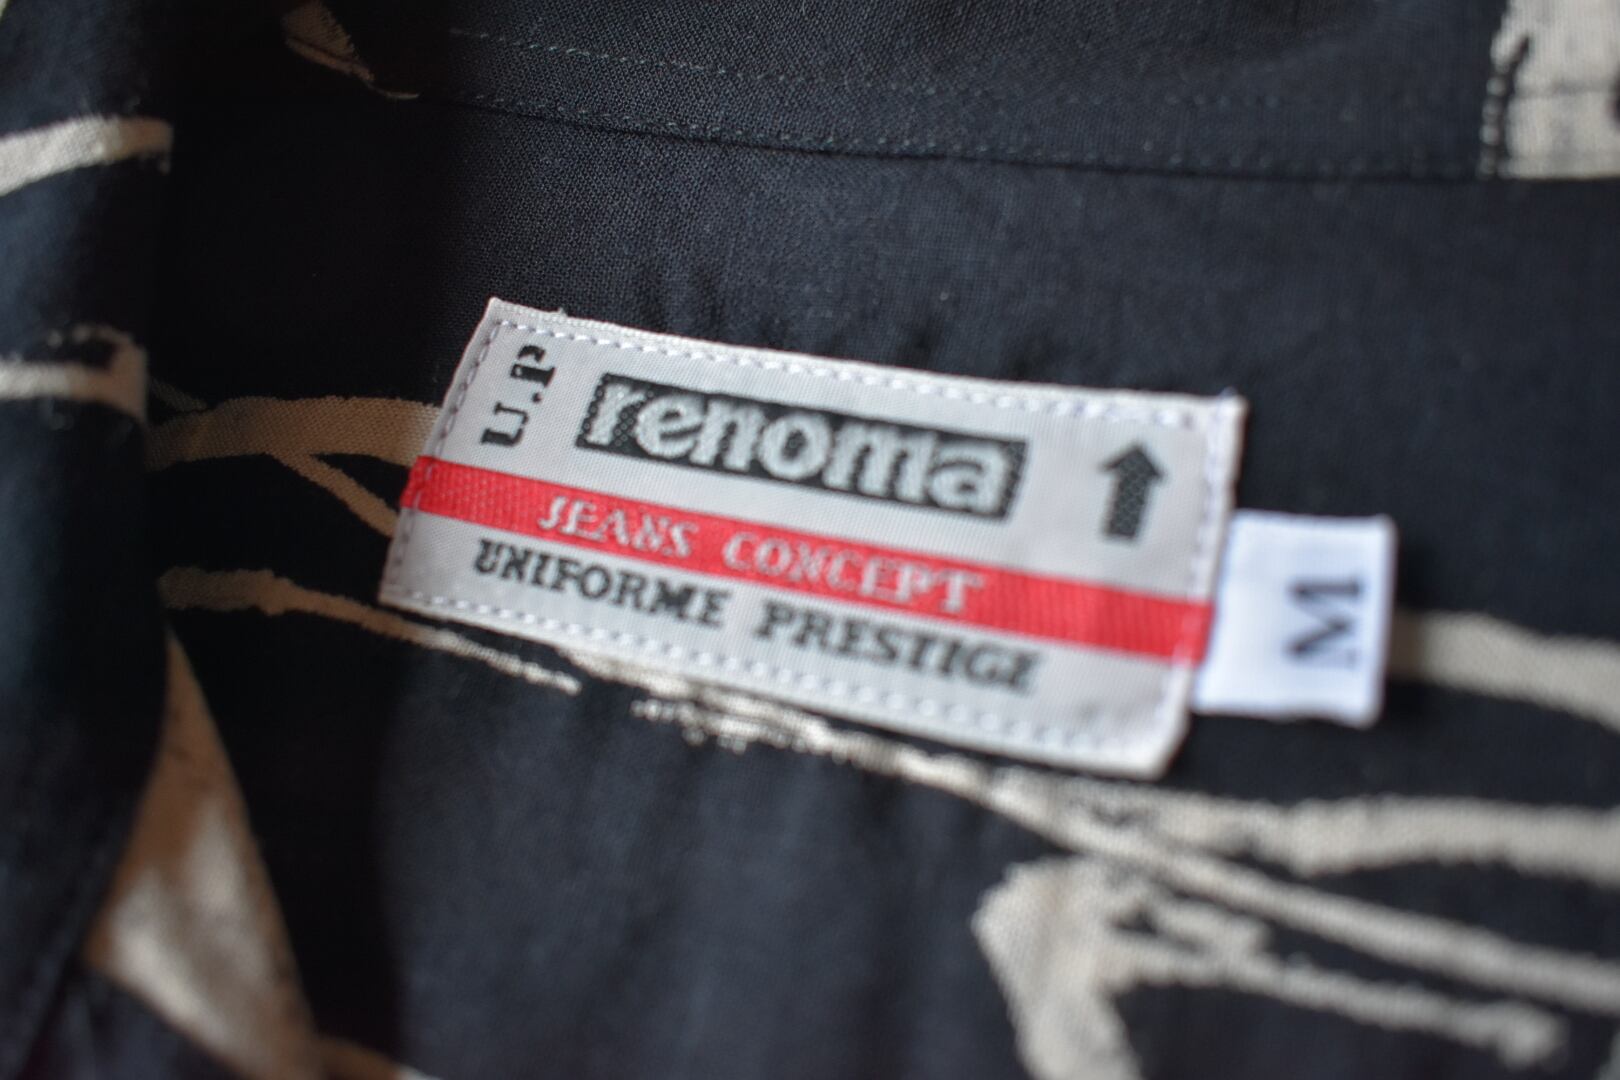 U.P
renoma
JEANS CONCEPT
UNIFORME PRESTIGE
M